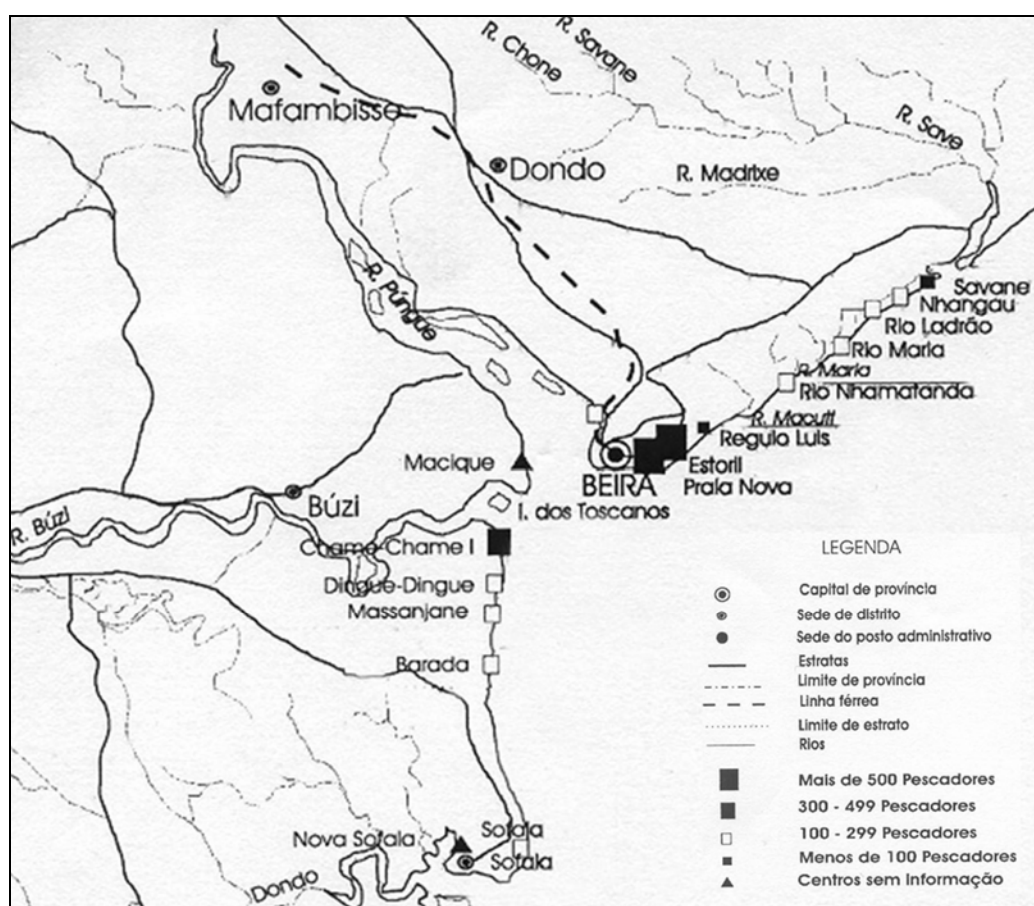 R. Chone
R. Savane
Mafambisse
Dondo
R. Save
R. Madrixe
R. Púngue
Savane
Nhangau
Rio Ladrão
Rio Maria
R. Maria
Rio Nhamatanda
R. Macuti
Regulo Luis
Macique
Estoril
BEIRA
Praia Nova
Búzi
I. dos Toscanos
R. Búzi
Chame-Chame I
Dingue-Dingue
Massanjane
Barada
Nova Sofala
Sofala
Sofala
Dondo
LEGENDA
Capital de província
Sede de distrito
Sede do posto administrativo
Estratas
Limite de província
Linha férrea
Limite de estrato
Rios
Mais de 500 Pescadores
300 - 499 Pescadores
100 - 299 Pescadores
Menos de 100 Pescadores
Centros sem Informação